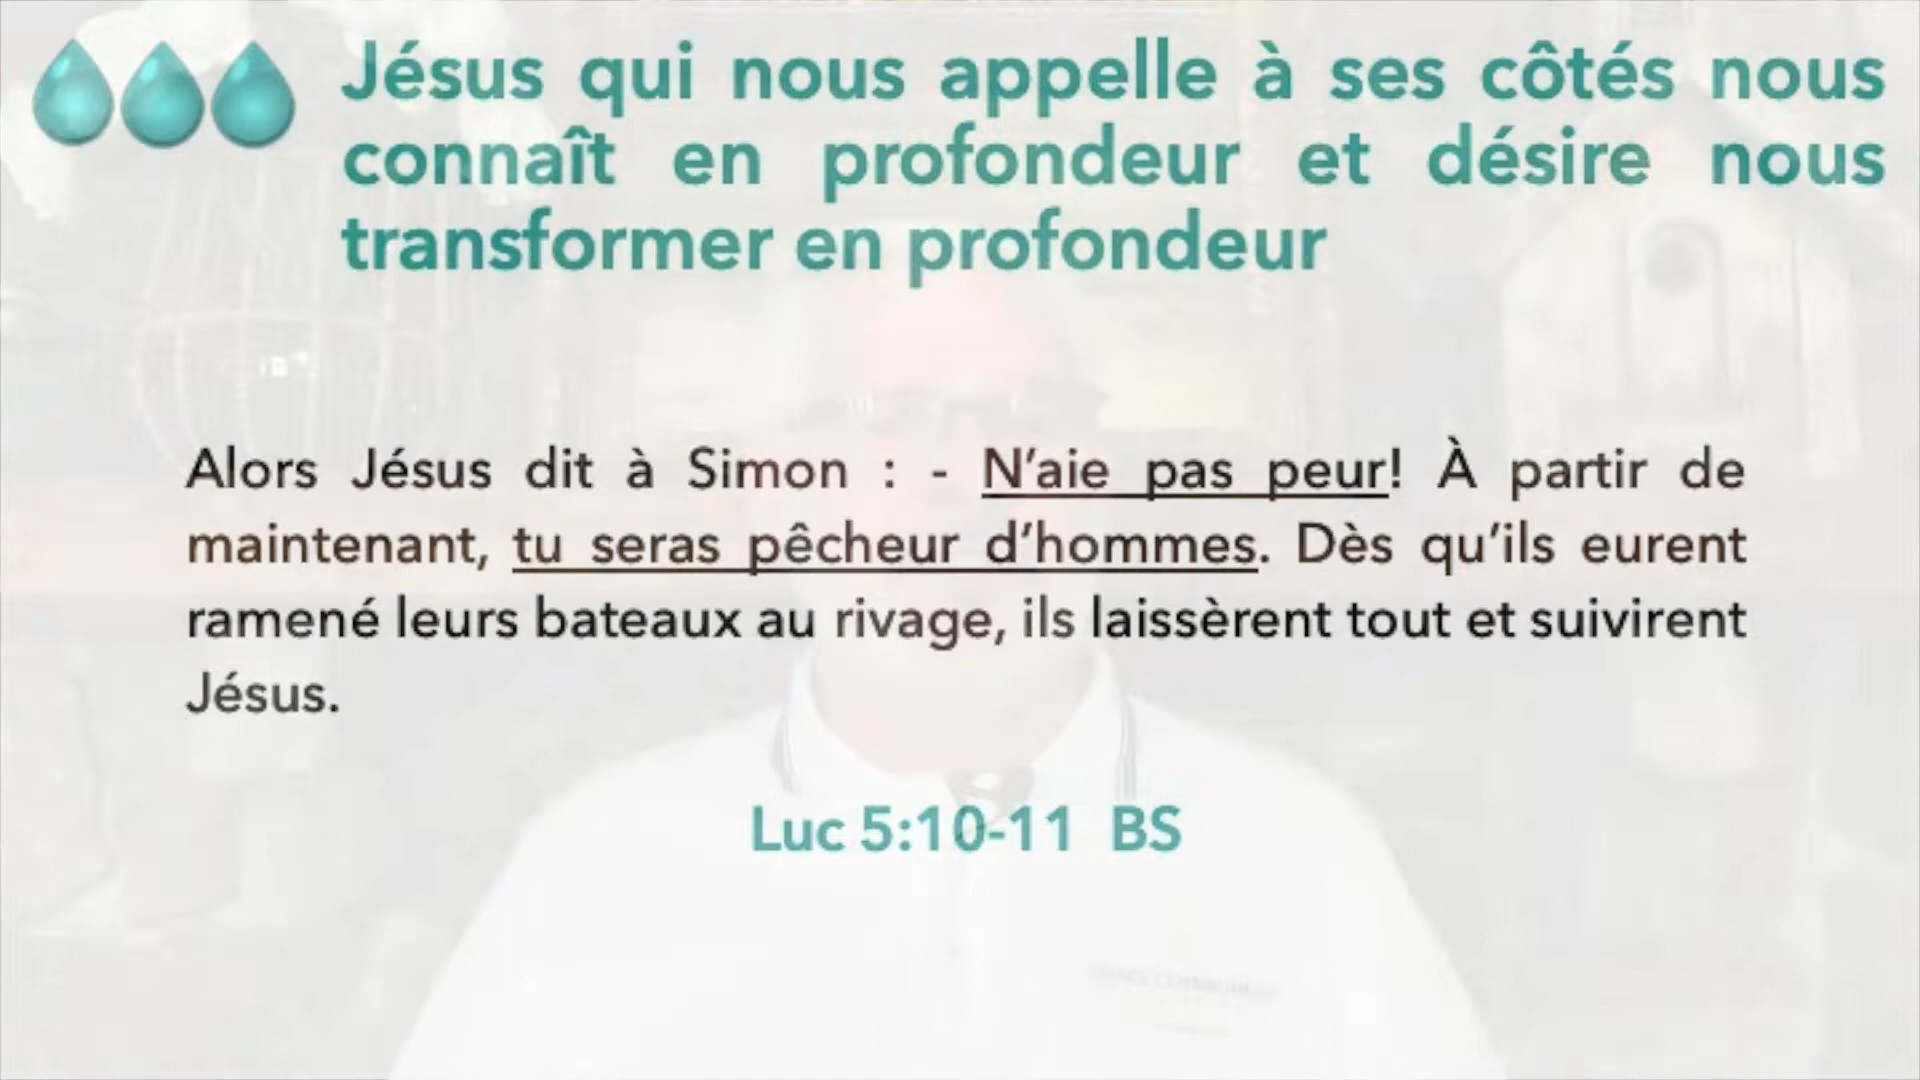 Jésus qui nous appelle à ses côtés nous
connaît en profondeur et désire nous
transformer en profondeur
Alors Jésus dit à Simon : - N’aie pas peur! À partir de
maintenant, tu seras pêcheur d’hommes. Dès qu’ils eurent
ramené leurs bateaux au rivage, ils laissèrent tout et suivirent
Jésus.
Luc 5:10-11 BS